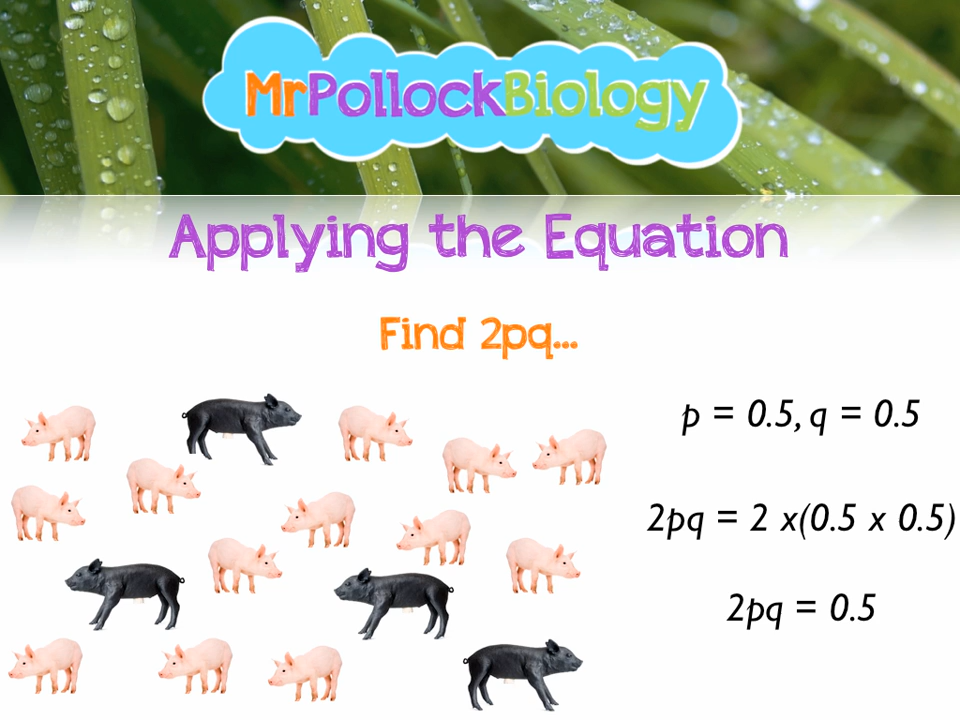 MrPollockBiology
Applying the Equation
Find 2pq...
p = 0.5, q = 0.5
2pq = 2 x(0.5 x 0.5)
2pq = 0.5